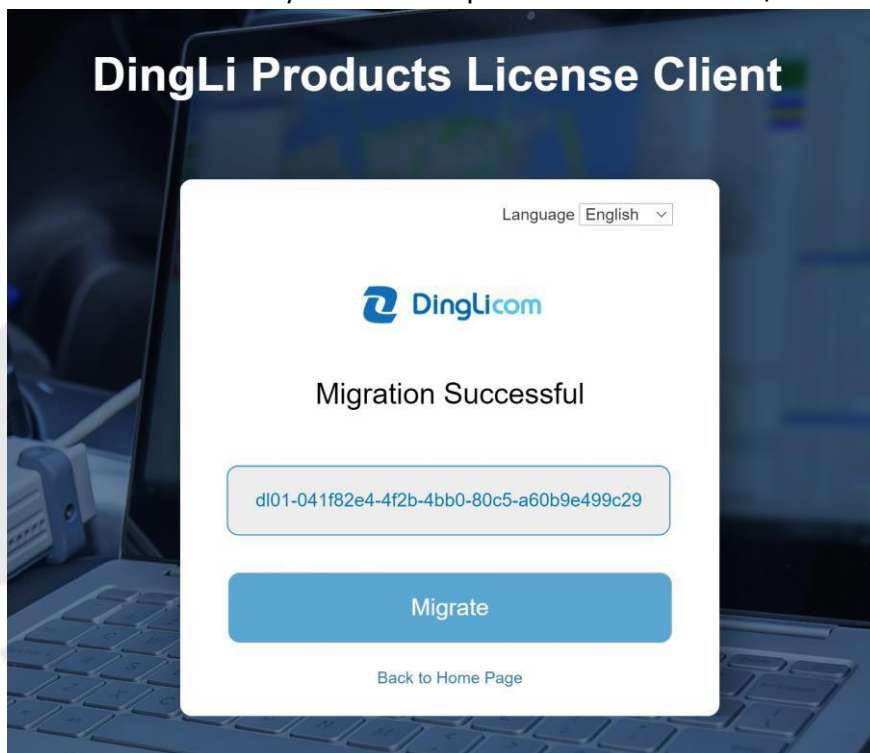 DingLi Products License Client
Language English
Dinglicom
Migration Successful
dl01-041f82e4-4f2b-4bb0-80c5-a60b9e499c29
Migrate
Back to Home Page